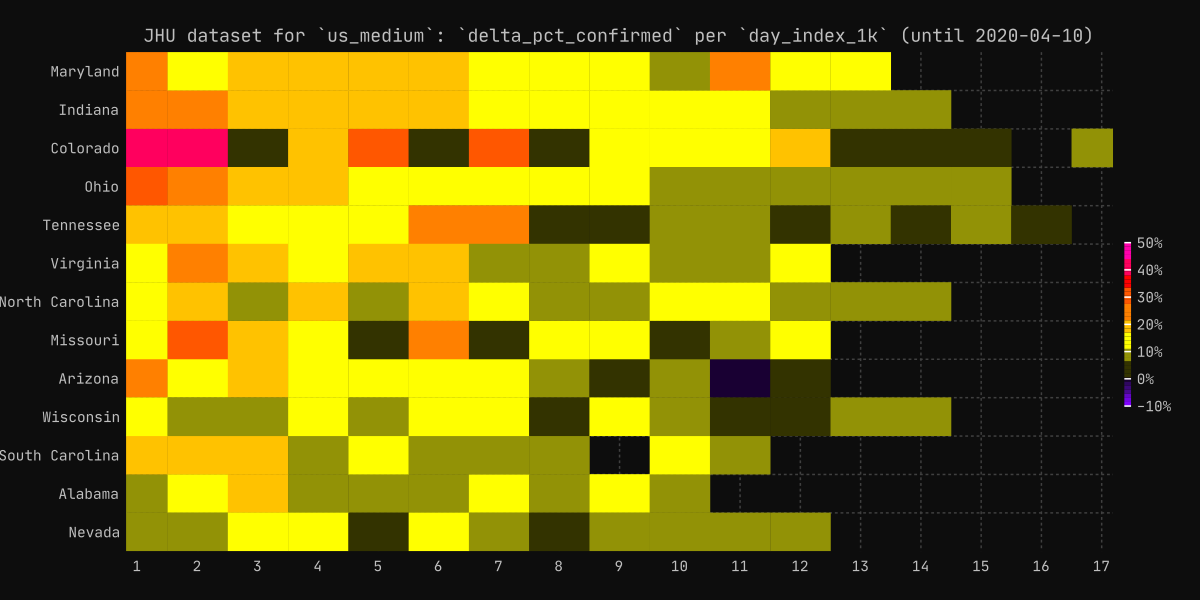 JHU dataset for `us_medium`: `delta_pct_confirmed` per `day_index_1k` (until 2020-04-10)
Maryland
Indiana
Colorado
Ohio
Tennessee
Virginia
North Carolina
Missouri
Arizona
Wisconsin
South Carolina
Alabama
Nevada
1 2 3 4 5 6 7 8 9 10 11 12 13 14 15 16 17
50%
40%
30%
20%
10%
0%
-10%